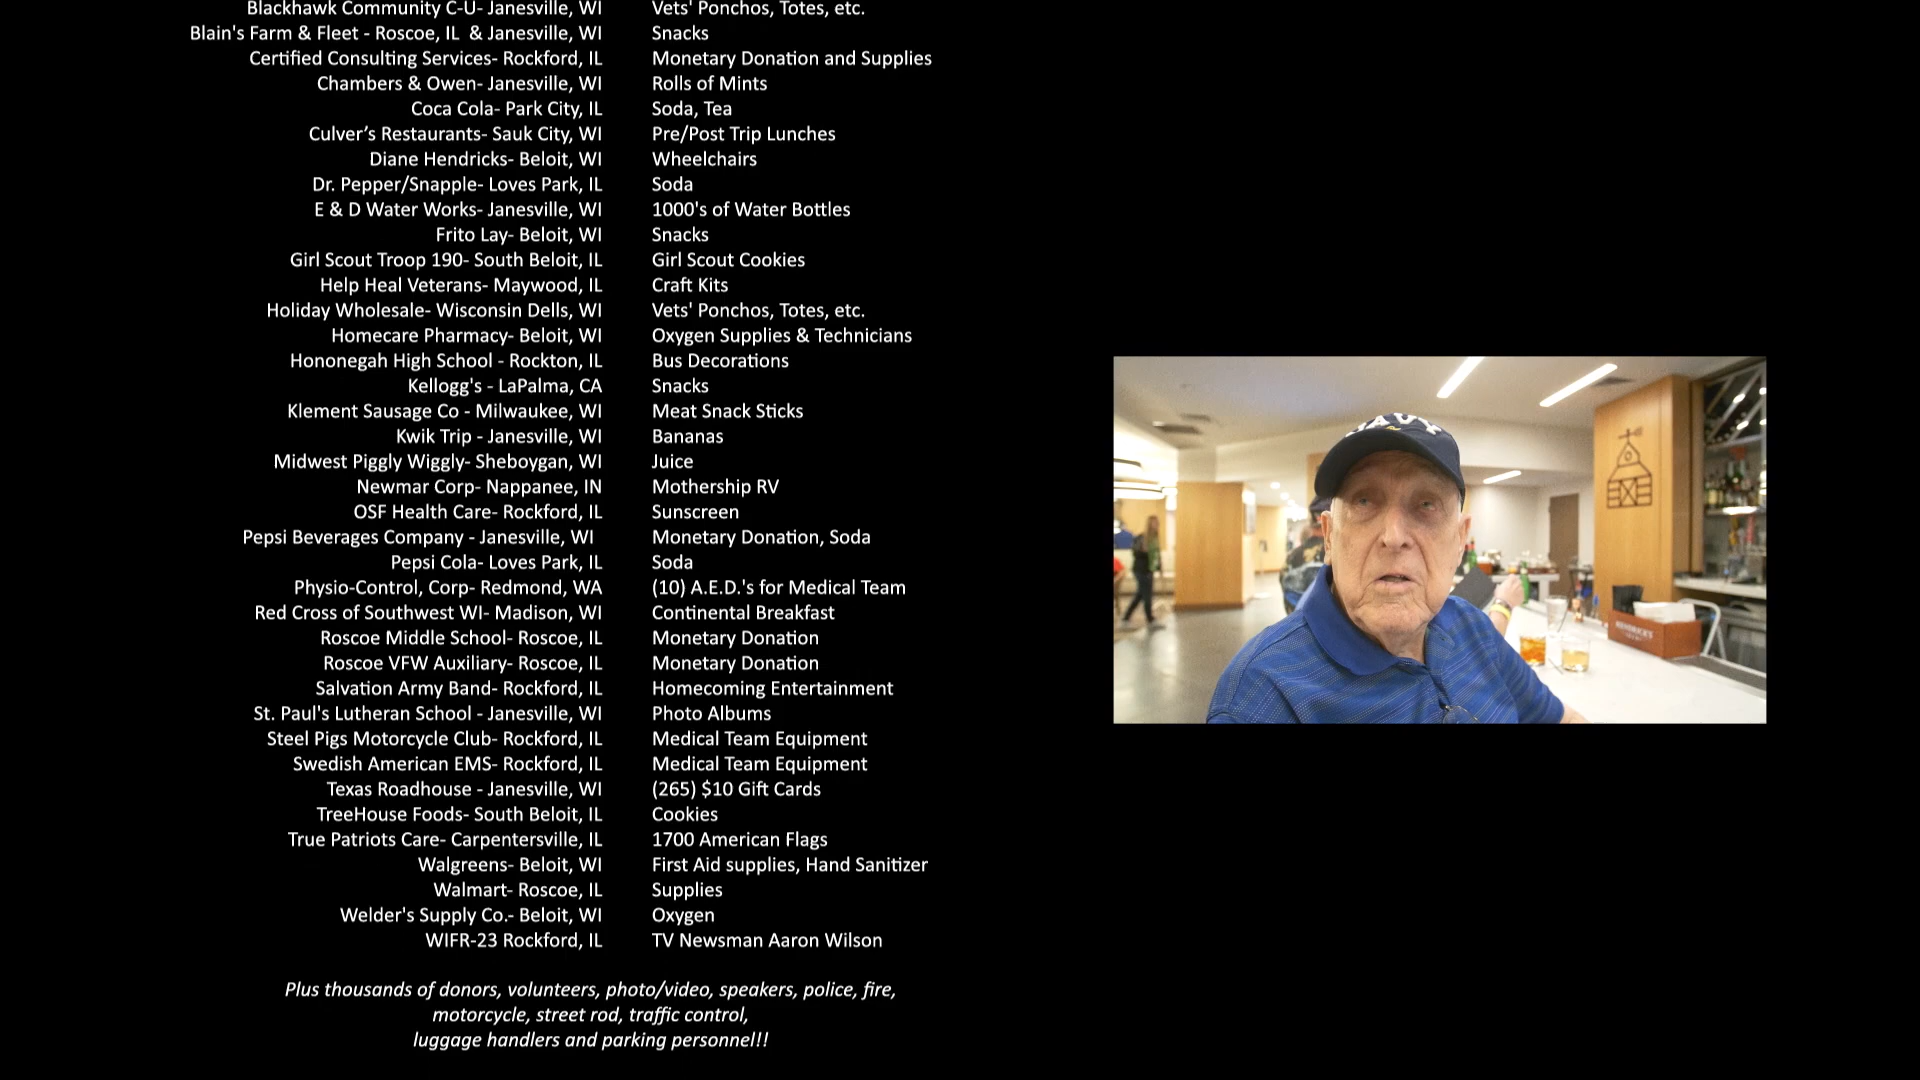 Blackhawk Community C-U- Janesville, WI Vets' Ponchos, Totes, etc.
Blain's Farm & Fleet - Roscoe, IL & Janesville, WI Snacks
Certified Consulting Services- Rockford, IL Monetary Donation and Supplies
Chambers & Owen- Janesville, WI Rolls of Mints
Coca Cola- Park City, IL Soda, Tea
Culver’s Restaurants- Sauk City, WI Pre/Post Trip Lunches
Diane Hendricks- Beloit, WI Wheelchairs
Dr. Pepper/Snapple- Loves Park, IL Soda
E & D Water Works- Janesville, WI 1000's of Water Bottles
Frito Lay- Beloit, WI Snacks
Girl Scout Troop 190- South Beloit, IL Girl Scout Cookies
Help Heal Veterans- Maywood, IL Craft Kits
Holiday Wholesale- Wisconsin Dells, WI Vets' Ponchos, Totes, etc.
Homecare Pharmacy- Beloit, WI Oxygen Supplies & Technicians
Hononegah High School - Rockton, IL Bus Decorations
Kellogg's - LaPalma, CA Snacks
Klement Sausage Co - Milwaukee, WI Meat Snack Sticks
Kwik Trip - Janesville, WI Bananas
Midwest Piggly Wiggly- Sheboygan, WI Juice
Newmar Corp- Nappanee, IN Mothership RV
OSF Health Care- Rockford, IL Sunscreen
Pepsi Beverages Company - Janesville, WI Monetary Donation, Soda
Pepsi Cola- Loves Park, IL Soda
Physio-Control, Corp- Redmond, WA (10) A.E.D.'s for Medical Team
Red Cross of Southwest WI- Madison, WI Continental Breakfast
Roscoe Middle School- Roscoe, IL Monetary Donation
Roscoe VFW Auxiliary- Roscoe, IL Monetary Donation
Salvation Army Band- Rockford, IL Homecoming Entertainment
St. Paul's Lutheran School - Janesville, WI Photo Albums
Steel Pigs Motorcycle Club- Rockford, IL Medical Team Equipment
Swedish American EMS- Rockford, IL Medical Team Equipment
Texas Roadhouse - Janesville, WI (265) $10 Gift Cards
TreeHouse Foods- South Beloit, IL Cookies
True Patriots Care- Carpentersville, IL 1700 American Flags
Walgreens- Beloit, WI First Aid supplies, Hand Sanitizer
Walmart- Roscoe, IL Supplies
Welder's Supply Co.- Beloit, WI Oxygen
WIFR-23 Rockford, IL TV Newsman Aaron Wilson
Plus thousands of donors, volunteers, photo/video, speakers, police, fire,
motorcycle, street rod, traffic control,
luggage handlers and parking personnel!!!
NAVY
HENDRICK'S